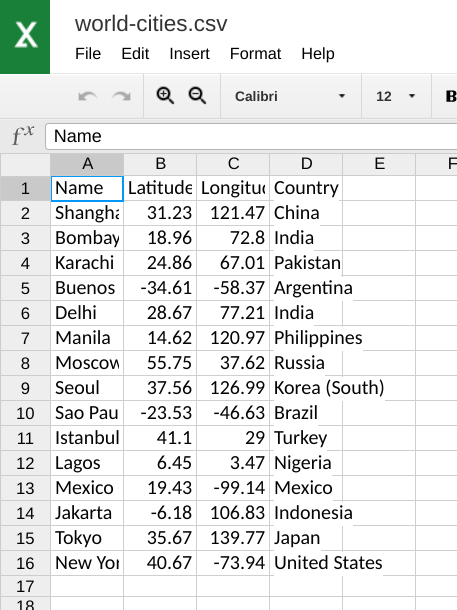 world-cities.csv
File Edit Insert Format Help
Calibri 12 B
fx Name
A B C D E F
1 Name Latitude Longitu Country
2 Shangha 31.23 121.47 China
3 Bombay 18.96 72.8 India
4 Karachi 24.86 67.01 Pakistan
5 Buenos -34.61 -58.37 Argentina
6 Delhi 28.67 77.21 India
7 Manila 14.62 120.97 Philippines
8 Moscow 55.75 37.62 Russia
9 Seoul 37.56 126.99 Korea (South)
10 Sao Pau -23.53 -46.63 Brazil
11 Istanbul 41.1 29 Turkey
12 Lagos 6.45 3.47 Nigeria
13 Mexico 19.43 -99.14 Mexico
14 Jakarta -6.18 106.83 Indonesia
15 Tokyo 35.67 139.77 Japan
16 New Yor 40.67 -73.94 United States
17
18